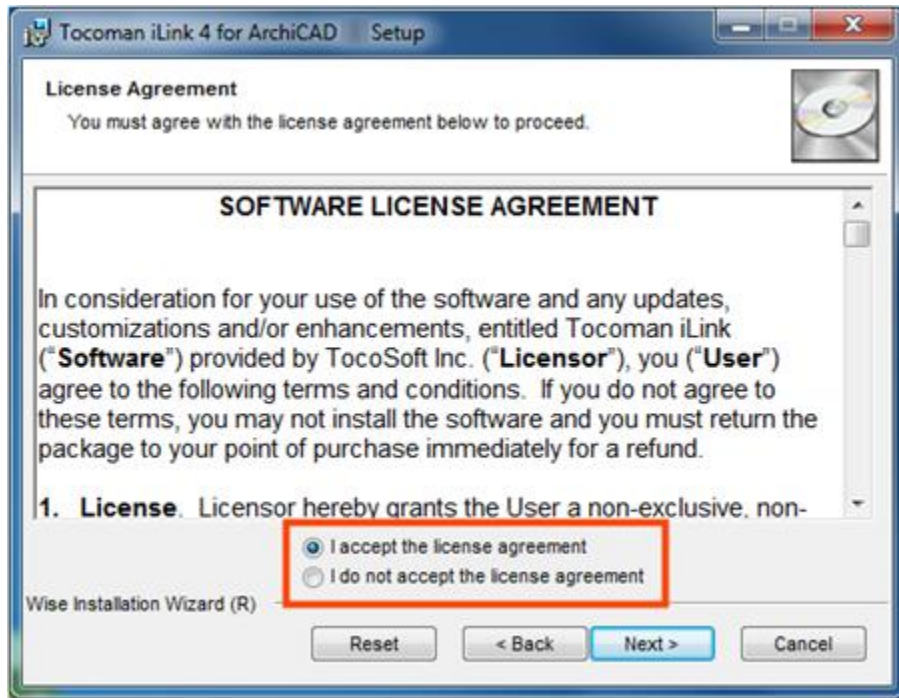 Tocoman iLink 4 for ArchiCAD Setup
License Agreement
You must agree with the license agreement below to proceed.
SOFTWARE LICENSE AGREEMENT
In consideration for your use of the software and any updates,
customizations and/or enhancements, entitled Tocoman iLink
(“Software”) provided by TocoSoft Inc. (“Licensor”), you (“User”)
agree to the following terms and conditions.  If you do not agree to
these terms, you may not install the software and you must return the
package to your point of purchase immediately for a refund.
1.  License.  Licensor hereby grants the User a non-exclusive, non-
I accept the license agreement
I do not accept the license agreement
Wise Installation Wizard (R)
Reset < Back Next > Cancel